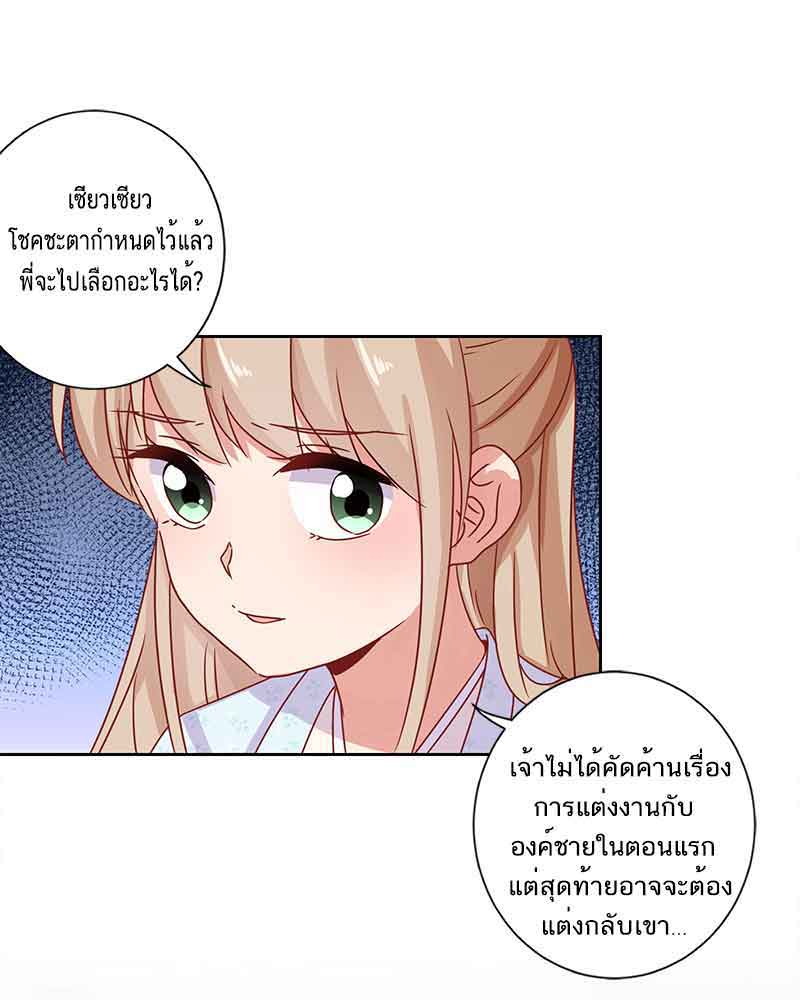 เซียวเซียว
โชคชะตากำหนดไว้แล้ว
พี่จะไปเลือกอะไรได้?
เจ้าไม่ได้คัดค้านเรื่อง
การแต่งงานกับ
องค์ชายในตอนแรก
แต่สุดท้ายอาจจะต้อง
แต่งกลับเขา...